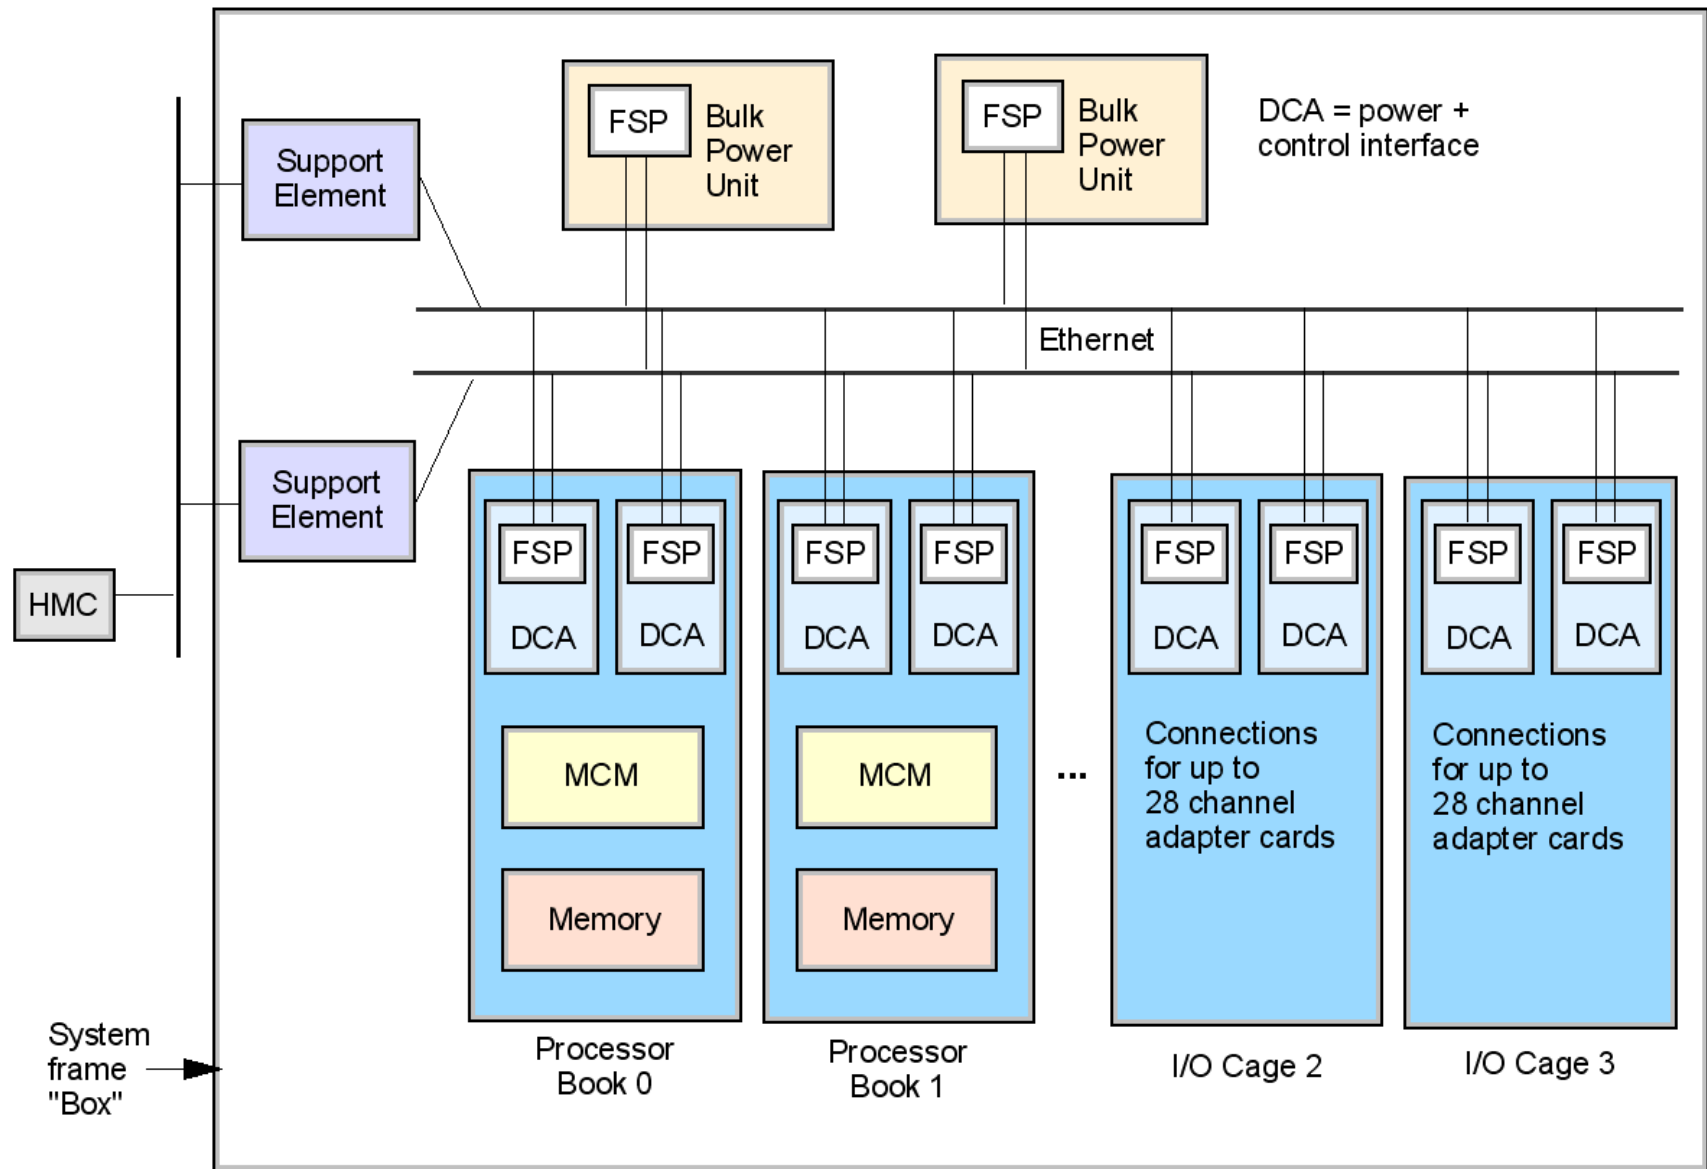 FSP
Bulk
Power
Unit
FSP
Bulk
Power
Unit
DCA = power +
control interface
Support
Element
Ethernet
Support
Element
HMC
FSP
DCA
FSP
DCA
MCM
Memory
Processor
Book 0
FSP
DCA
FSP
DCA
MCM
Memory
Processor
Book 1
...
FSP
DCA
FSP
DCA
Connections
for up to
28 channel
adapter cards
I/O Cage 2
FSP
DCA
FSP
DCA
Connections
for up to
28 channel
adapter cards
I/O Cage 3
System
frame
"Box"